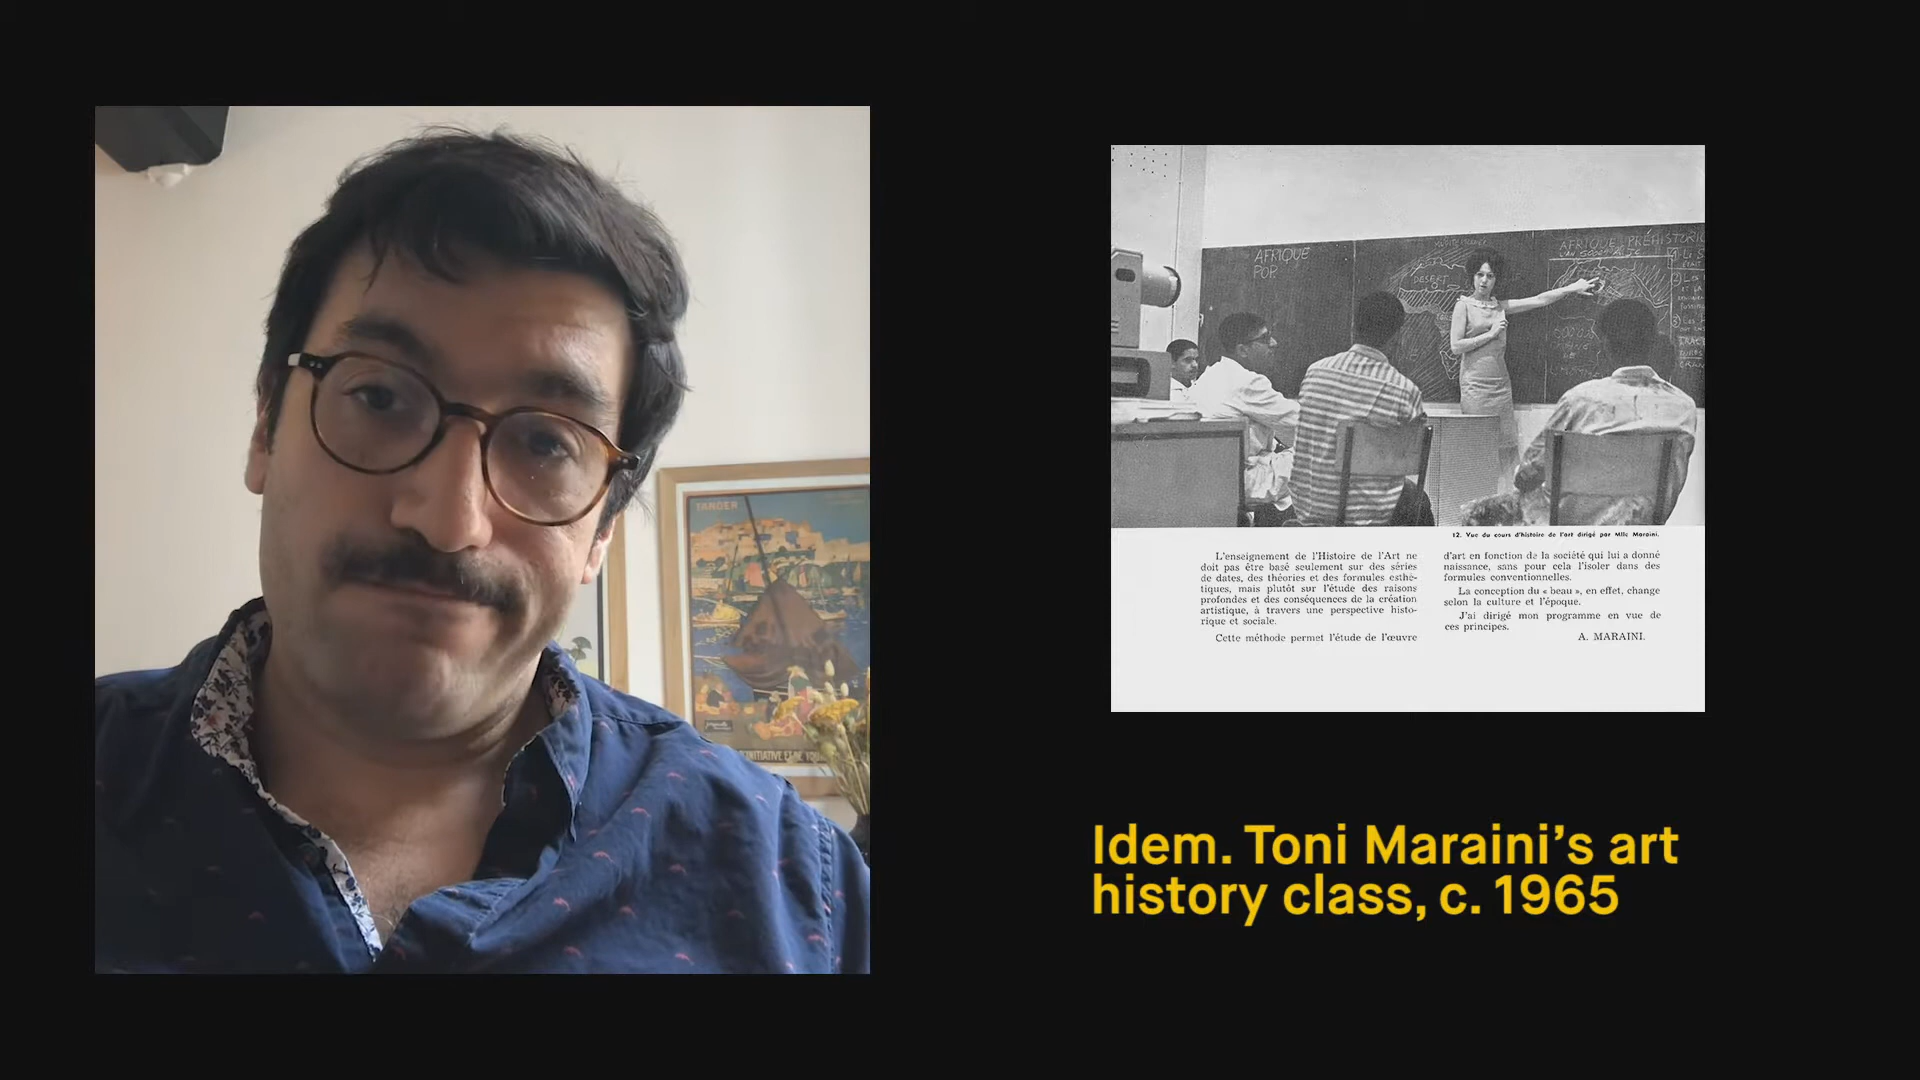 TANGER
AFRIQUE
POP.
DESERT
AFRIQUE PRÉHISTORI
12. Vue du cours d'histoire de l'art dirigé par Mlle Maraini.
L'enseignement de l'Histoire de l'Art ne
doit pas être basé seulement sur des séries
de dates, des théories et des formules esthé-
tiques, mais plutôt sur l'étude des raisons
profondes et des conséquences de la création
artistique, à travers une perspective histo-
rique et sociale.
Cette méthode permet l'étude de l'œuvre
d'art en fonction de la société qui lui a donné
naissance, sans pour cela l'isoler dans des
formules conventionnelles.
La conception du « beau », en effet, change
selon la culture et l'époque.
J'ai dirigé mon programme en vue de
ces principes.
A. MARAINI.
Idem. Toni Maraini’s art
history class, c. 1965